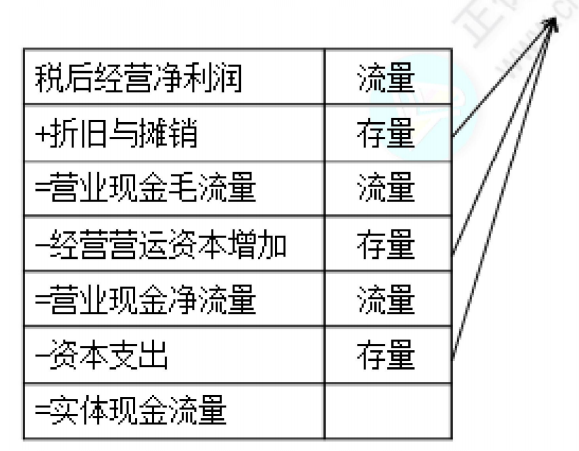 税后经营净利润 流量
+折旧与摊销 存量
=营业现金毛流量 流量
-经营营运资本增加 存量
=营业现金净流量 流量
-资本支出 存量
=实体现金流量